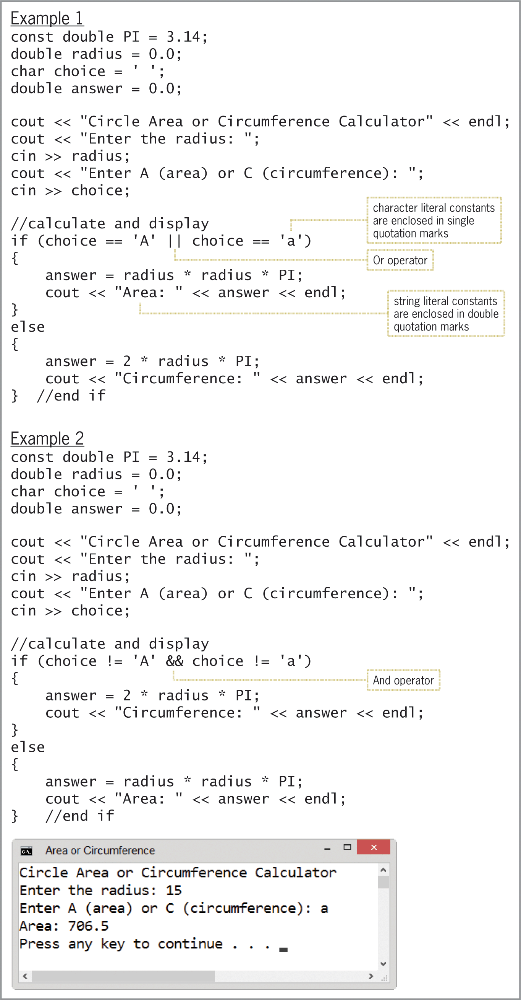 Example 1
const double PI = 3.14;
double radius = 0.0;
char choice = ' ';
double answer = 0.0;
cout << "Circle Area or Circumference Calculator" << endl;
cout << "Enter the radius: ";
cin >> radius;
cout << "Enter A (area) or C (circumference): ";
cin >> choice;
//calculate and display
if (choice == 'A' || choice == 'a')
character literal constants
are enclosed in single
quotation marks
{
Or operator
answer = radius * radius * PI;
cout << "Area: " << answer << endl;
string literal constants
are enclosed in double
quotation marks
}
else
{
answer = 2 * radius * PI;
cout << "Circumference: " << answer << endl;
} //end if
Example 2
const double PI = 3.14;
double radius = 0.0;
char choice = ' ';
double answer = 0.0;
cout << "Circle Area or Circumference Calculator" << endl;
cout << "Enter the radius: ";
cin >> radius;
cout << "Enter A (area) or C (circumference): ";
cin >> choice;
//calculate and display
if (choice != 'A' && choice != 'a')
{
And operator
answer = 2 * radius * PI;
cout << "Circumference: " << answer << endl;
}
else
{
answer = radius * radius * PI;
cout << "Area: " << answer << endl;
} //end if
C:\. Area or Circumference
Circle Area or Circumference Calculator
Enter the radius: 15
Enter A (area) or C (circumference): a
Area: 706.5
Press any key to continue . . .